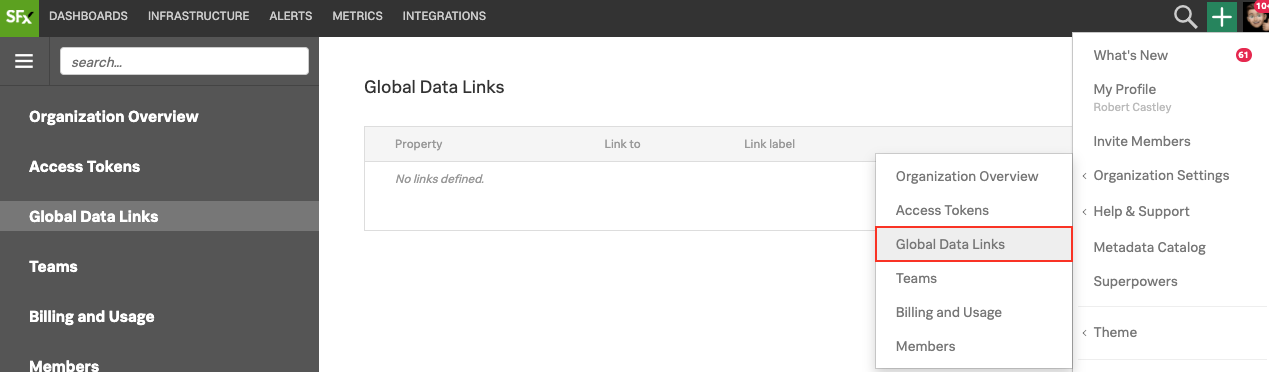 SFx DASHBOARDS INFRASTRUCTURE ALERTS METRICS INTEGRATIONS 10+
search...
Organization Overview
Access Tokens
Global Data Links
Teams
Billing and Usage
Members
Global Data Links
Property Link to Link label
No links defined.
Organization Overview
Access Tokens
Global Data Links
Teams
Billing and Usage
Members
What's New 61
My Profile
Robert Castley
Invite Members
Organization Settings
Help & Support
Metadata Catalog
Superpowers
Theme